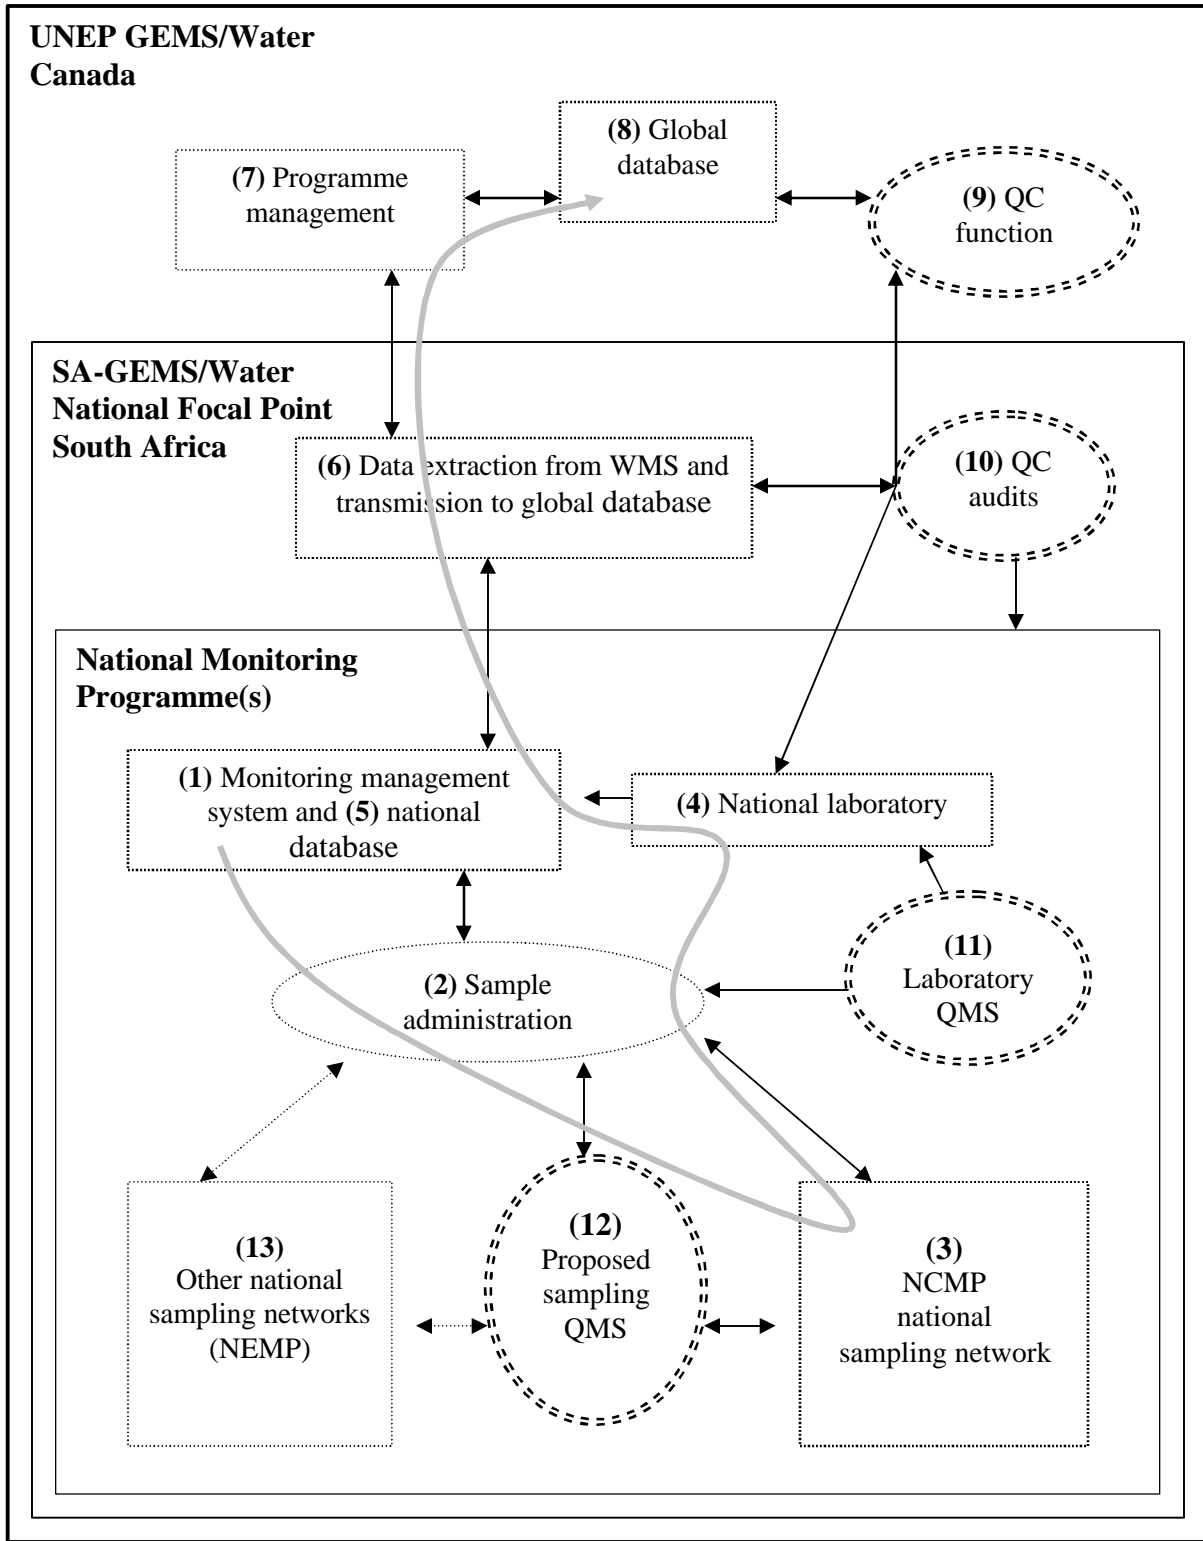 UNEP GEMS/Water
Canada
(8) Global
database
(7) Programme
management
(9) QC
function
SA-GEMS/Water
National Focal Point
South Africa
(6) Data extraction from WMS and
transmission to global database
(10) QC
audits
National Monitoring
Programme(s)
(1) Monitoring management
system and (5) national
database
(4) National laboratory
(11)
Laboratory
QMS
(2) Sample
administration
(13)
Other national
sampling networks
(NEMP)
(12)
Proposed
sampling
QMS
(3)
NCMP
national
sampling network